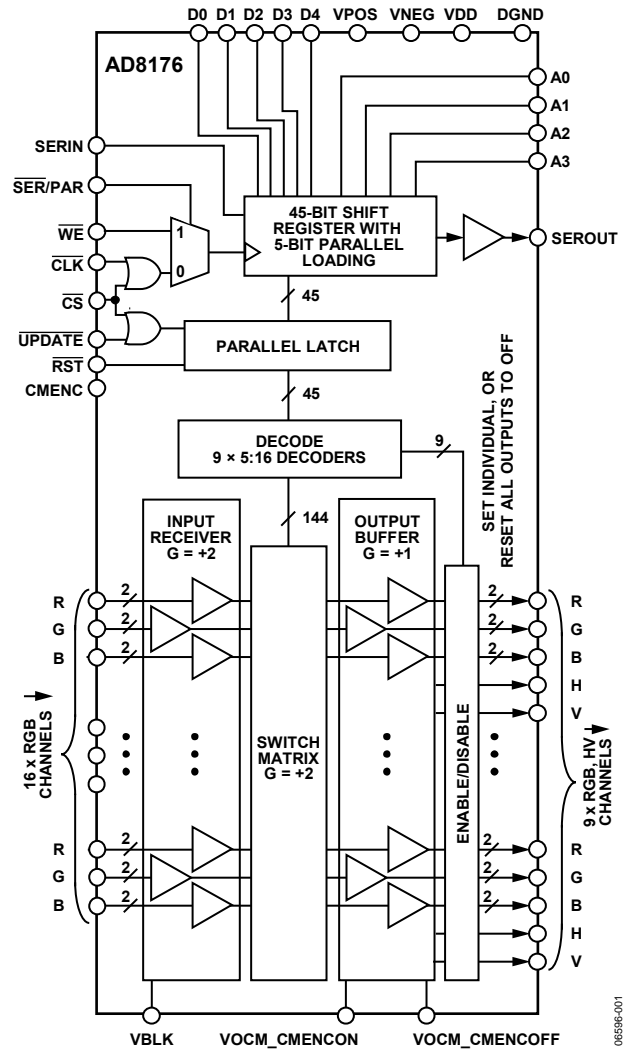 D0 D1 D2 D3 D4 VPOS VNEG VDD DGND
AD8176
A0
A1
A2
A3
SERIN
SER/PAR
WE
CLK
CS
UPDATE
RST
CMENC
1
0
45-BIT SHIFT
REGISTER WITH
5-BIT PARALLEL
LOADING
SEROUT
45
PARALLEL LATCH
45
DECODE
9 × 5:16 DECODERS
9
SET INDIVIDUAL, OR
RESET ALL OUTPUTS TO OFF
144
INPUT
RECEIVER
G = +2
OUTPUT
BUFFER
G = +1
R 2 2 R
G 2 2 G
B 2 2 B
H
V
16 x RGB
CHANNELS
SWITCH
MATRIX
G = +2
ENABLE/DISABLE
9 x RGB, HV
CHANNELS
R 2 2 R
G 2 2 G
B 2 2 B
H
V
VBLK VOCM_CMENCON VOCM_CMENCOFF
06596-001